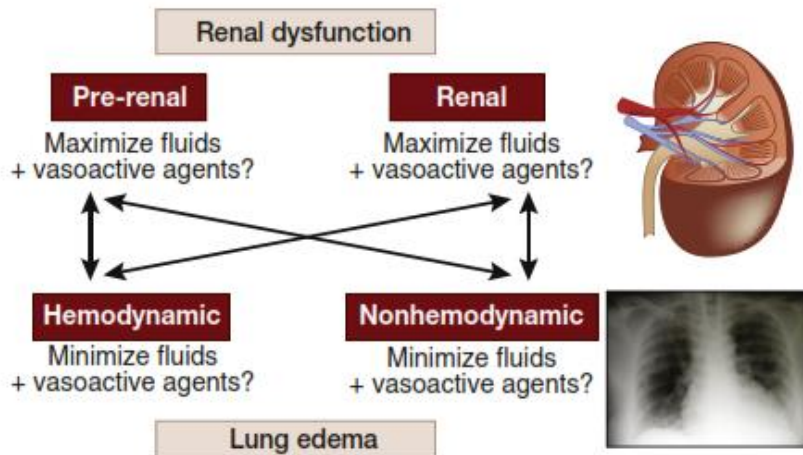 Renal dysfunction
Pre-renal
Renal
Maximize fluids
+ vasoactive agents?
Maximize fluids
+ vasoactive agents?
Hemodynamic
Nonhemodynamic
Minimize fluids
+ vasoactive agents?
Minimize fluids
+ vasoactive agents?
Lung edema